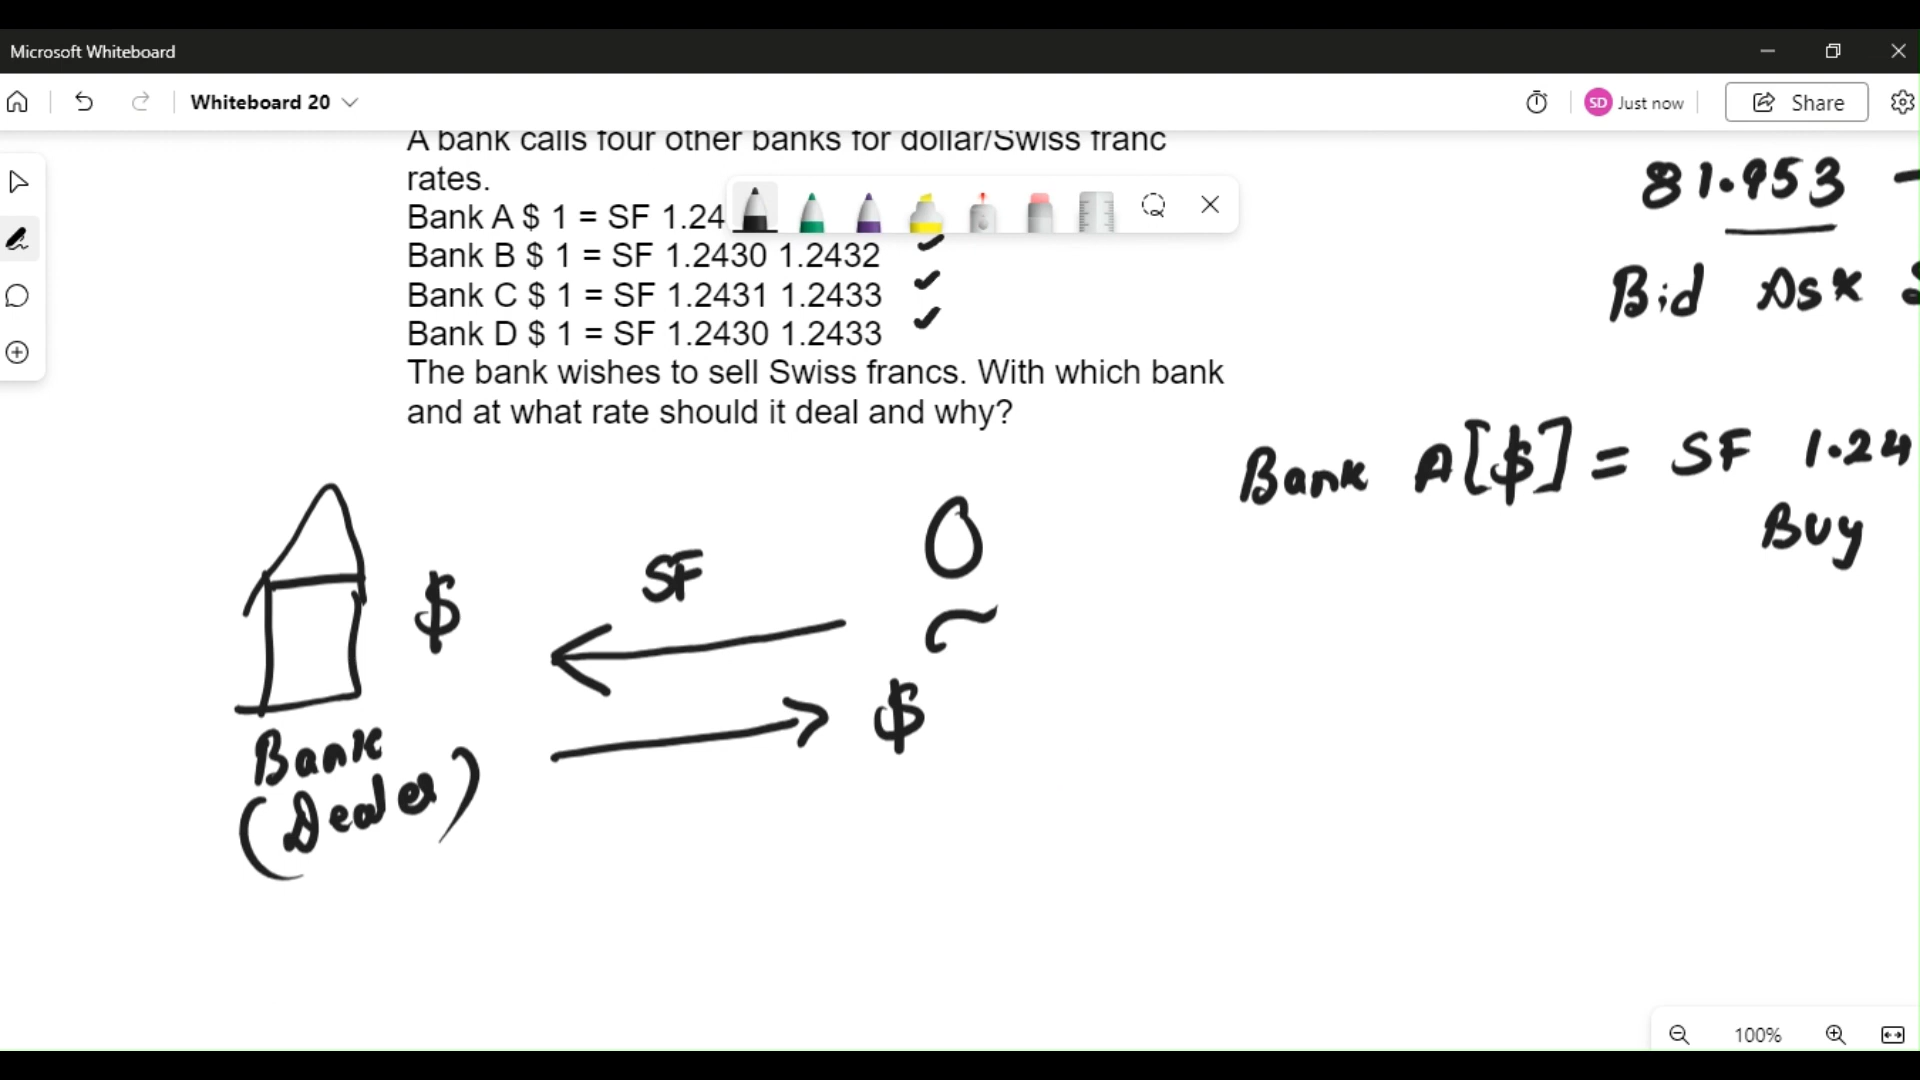 Microsoft Whiteboard
Whiteboard 20
SD Just now
Share
A bank calls four other banks for dollar/Swiss franc
rates.
Bank A $ 1 = SF 1.24
Bank B $ 1 = SF 1.2430 1.2432
Bank C $ 1 = SF 1.2431 1.2433
Bank D $ 1 = SF 1.2430 1.2433
The bank wishes to sell Swiss francs. With which bank
and at what rate should it deal and why?
81.953 -
Bid Ask
Bank A[$] = SF 1.24
Buy
SF
$
$
Bank
(Dealer)
100%